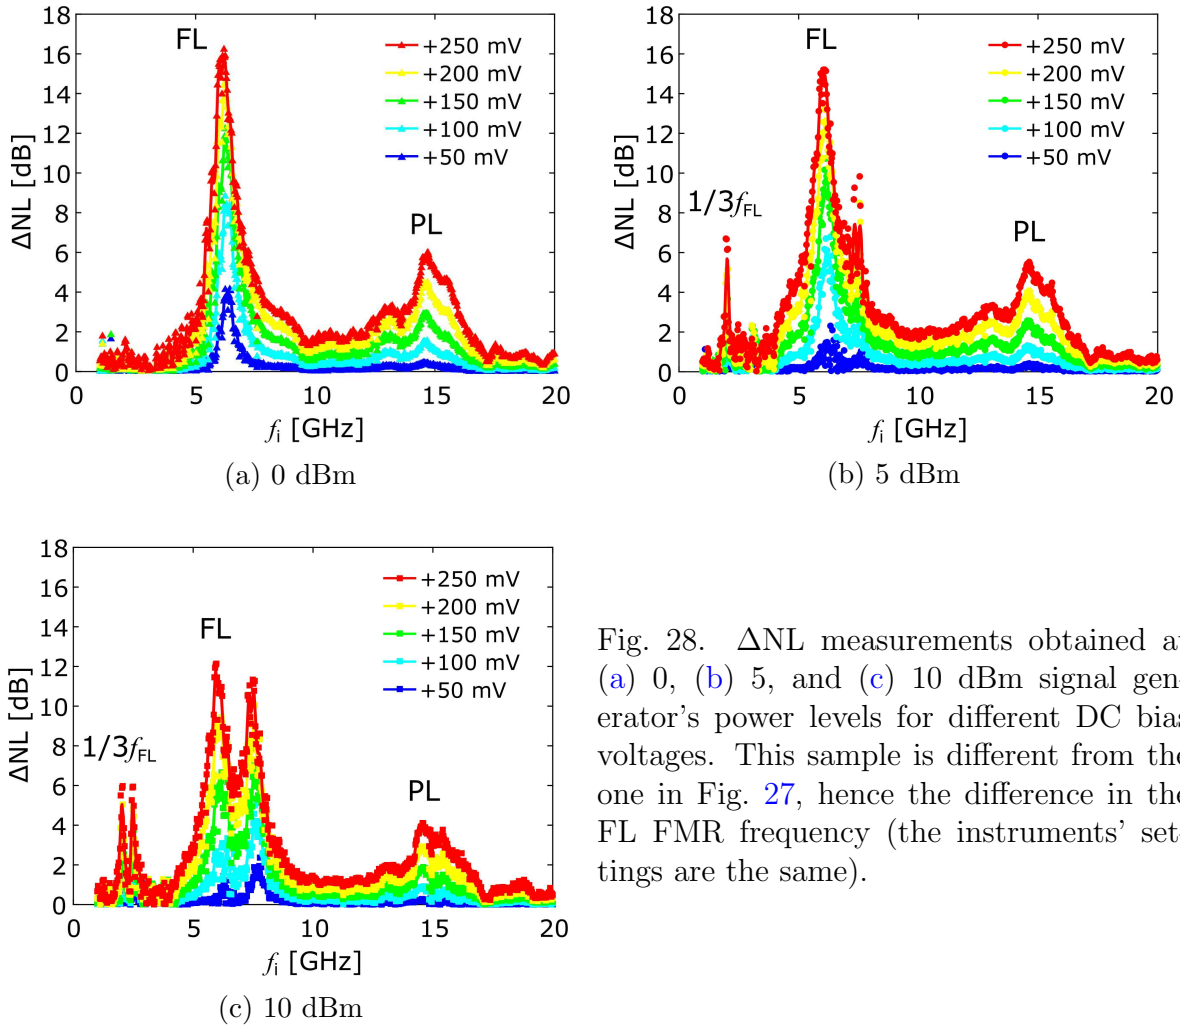 18
16
14
12
10
8
6
4
2
0
ΔNL [dB]
FL
PL
+250 mV
+200 mV
+150 mV
+100 mV
+50 mV
0 5 10 15 20
fi [GHz]
(a) 0 dBm
18
16
14
12
10
8
6
4
2
0
ΔNL [dB]
1/3fFL
FL
PL
+250 mV
+200 mV
+150 mV
+100 mV
+50 mV
0 5 10 15 20
fi [GHz]
(b) 5 dBm
18
16
14
12
10
8
6
4
2
0
ΔNL [dB]
1/3fFL
FL
PL
+250 mV
+200 mV
+150 mV
+100 mV
+50 mV
0 5 10 15 20
fi [GHz]
(c) 10 dBm
Fig. 28. ΔNL measurements obtained at
(a) 0, (b) 5, and (c) 10 dBm signal gen-
erator's power levels for different DC bias
voltages. This sample is different from the
one in Fig. 27, hence the difference in the
FL FMR frequency (the instruments' set-
tings are the same).